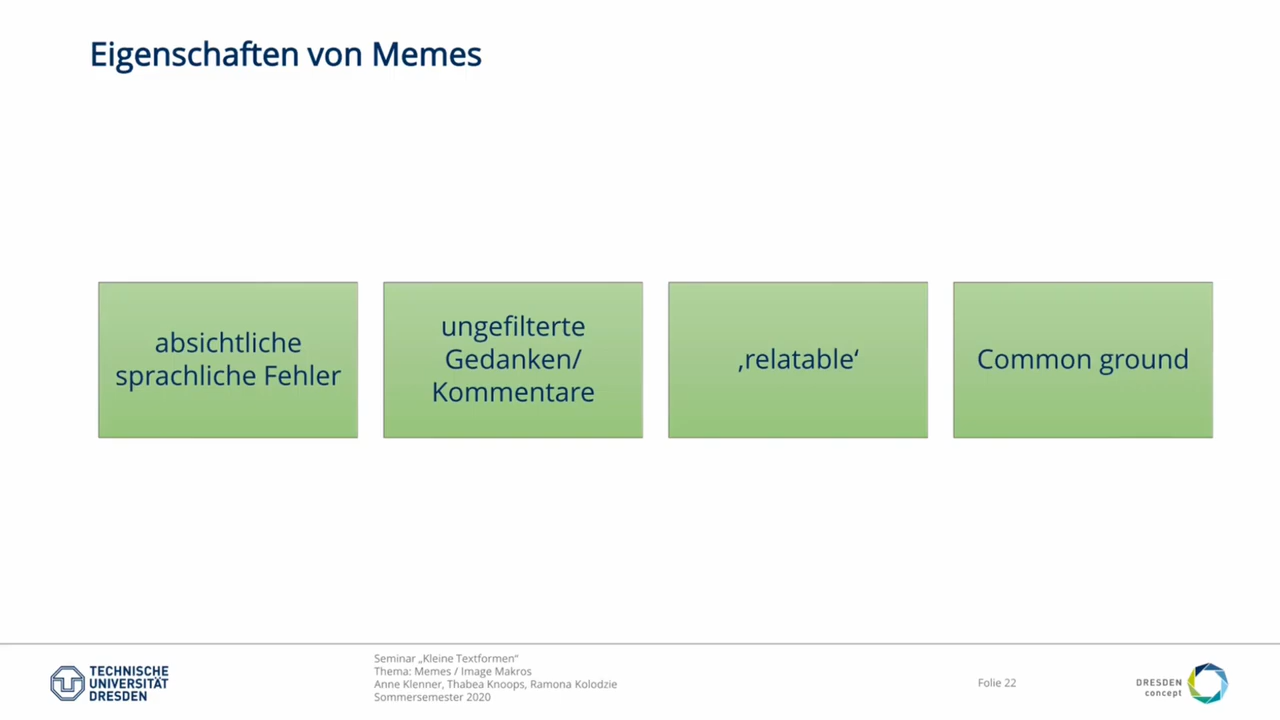 Eigenschaften von Memes
absichtliche
sprachliche Fehler
ungefilterte
Gedanken/
Kommentare
‚relatable‘
Common ground
TECHNISCHE
UNIVERSITÄT
DRESDEN
Seminar „Kleine Textformen“
Thema: Memes / Image Makros
Anne Klenner, Thabea Knoops, Ramona Kolodzie
Sommersemester 2020
Folie 22
DRESDEN
concept